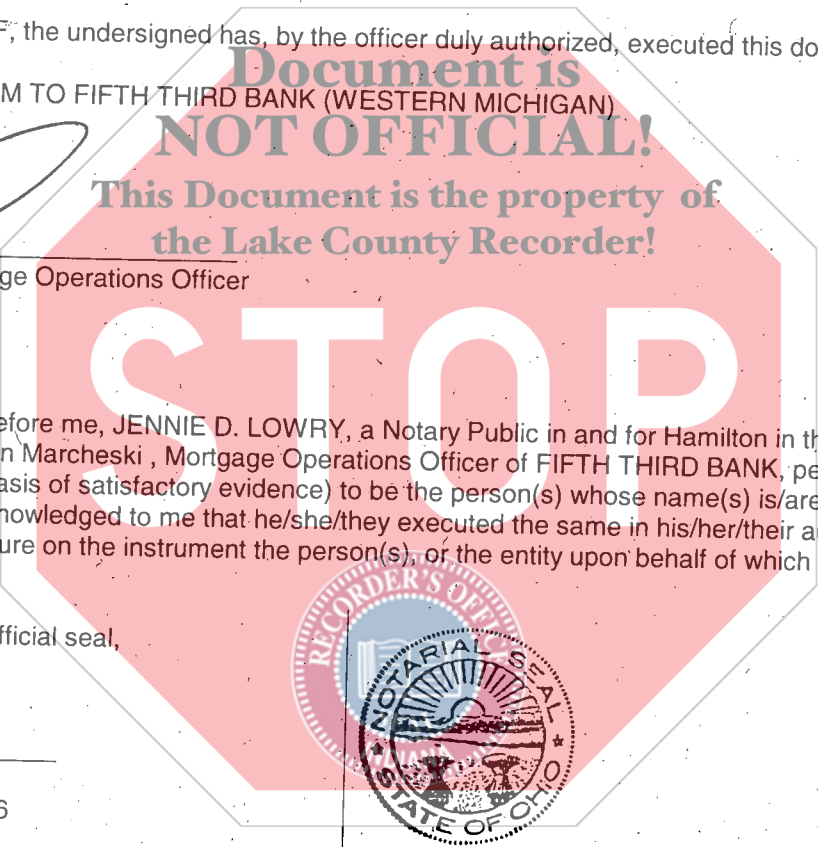 F, the undersigned has, by the officer duly authorized, executed this do
Document is
M TO FIFTH THIRD BANK (WESTERN MICHIGAN)
NOT OFFICIAL!
This Document is the property of
the Lake County Recorder!
ge Operations Officer
STOP
efore me, JENNIE D. LOWRY, a Notary Public in and for Hamilton in th
n Marcheski , Mortgage Operations Officer of FIFTH THIRD BANK, pe
asis of satisfactory evidence) to be the person(s) whose name(s) is/are
nowledged to me that he/she/they executed the same in his/her/their a
ure on the instrument the person(s), or the entity upon behalf of which
RECORDER'S OFFICE
INDIANA
fficial seal,
NOTARIAL SEAL
STATE OF OHIO
6